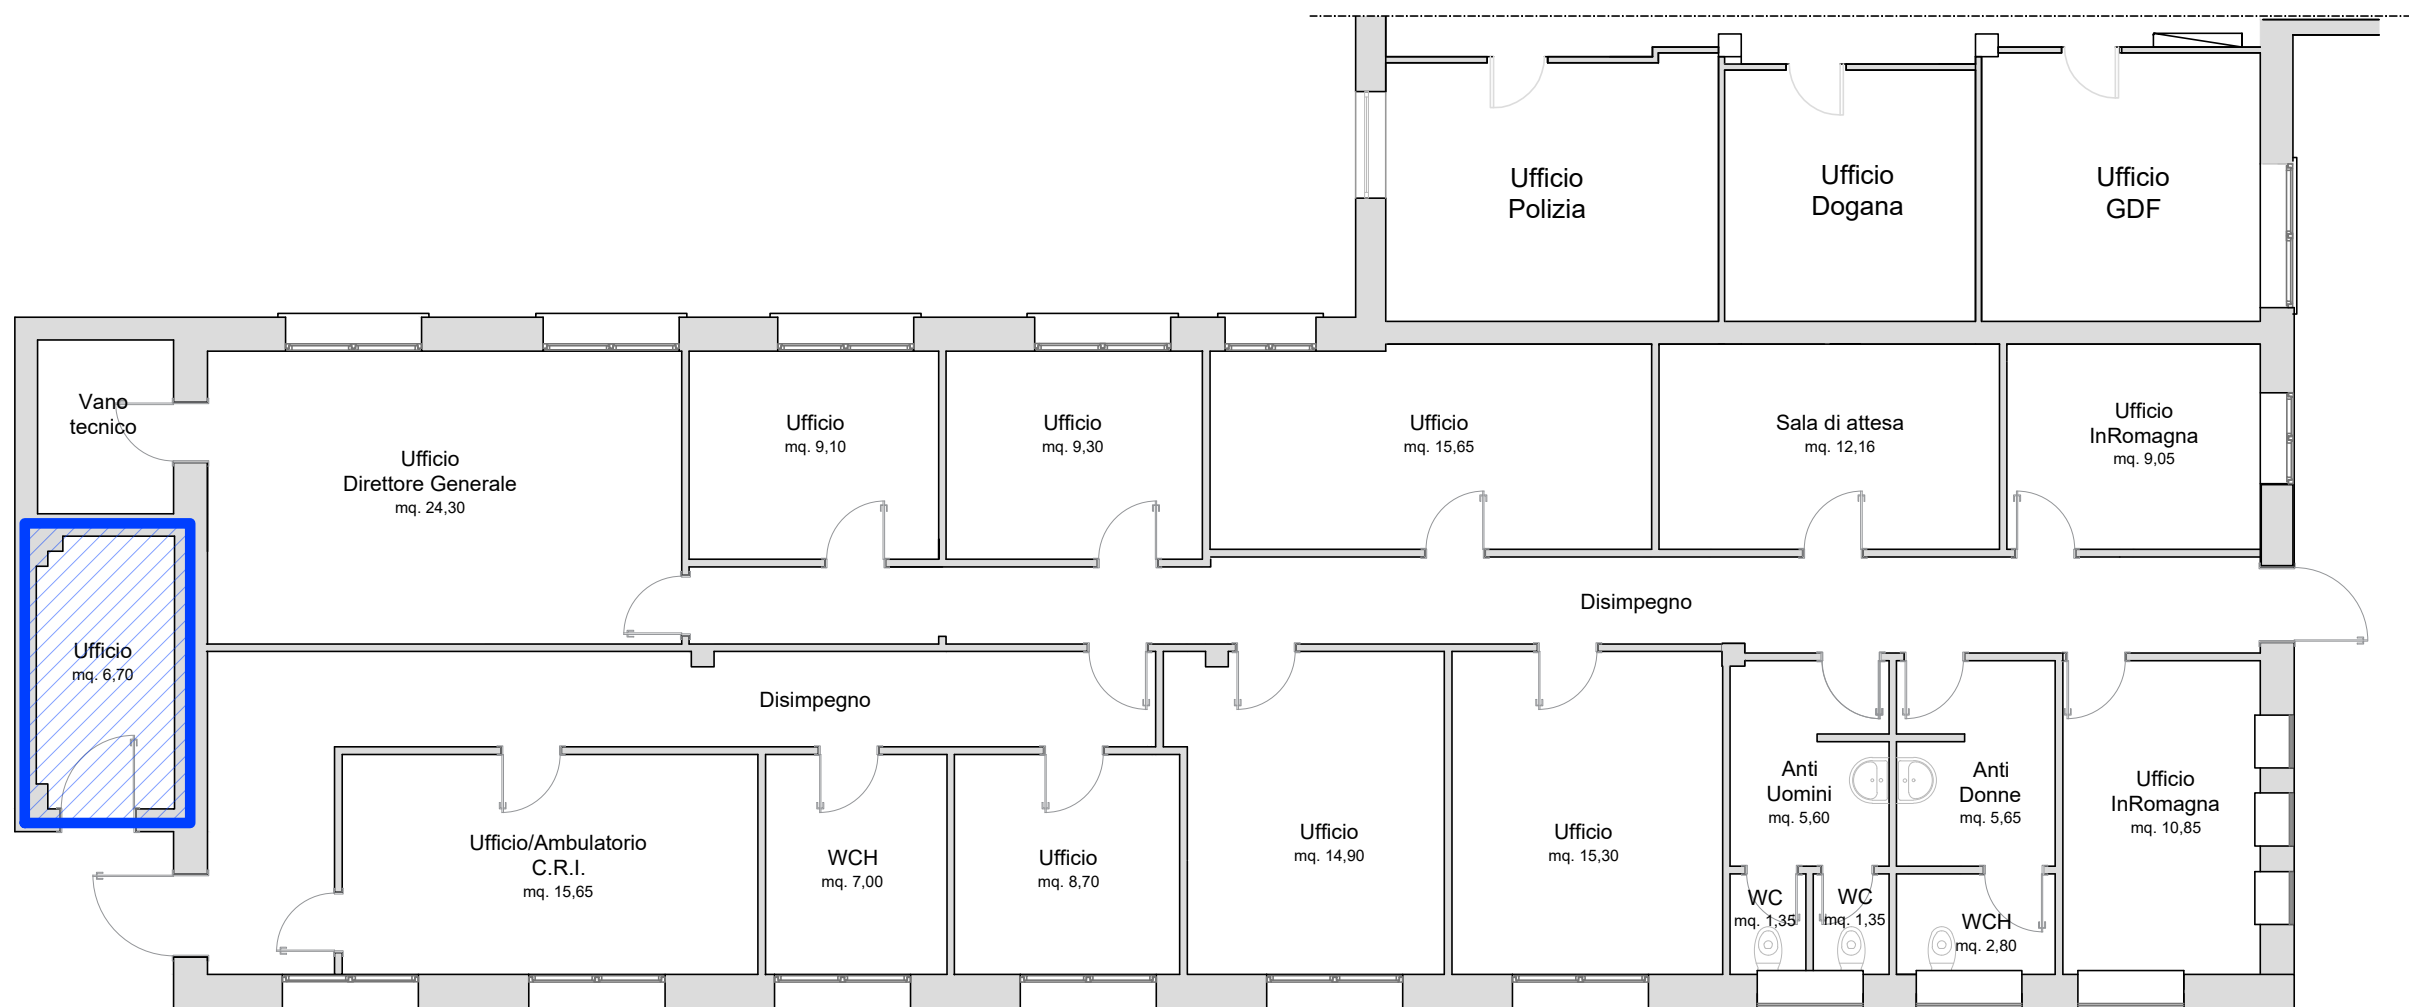 Ufficio
Polizia
Ufficio
Dogana
Ufficio
GDF
Vano
tecnico
Ufficio
Direttore Generale
mq. 24,30
Ufficio
mq. 9,10
Ufficio
mq. 9,30
Ufficio
mq. 15,65
Sala di attesa
mq. 12,16
Ufficio
InRomagna
mq. 9,05
Disimpegno
Ufficio
mq. 6,70
Disimpegno
Ufficio/Ambulatorio
C.R.I.
mq. 15,65
WCH
mq. 7,00
Ufficio
mq. 8,70
Ufficio
mq. 14,90
Ufficio
mq. 15,30
Anti
Uomini
mq. 5,60
Anti
Donne
mq. 5,65
Ufficio
InRomagna
mq. 10,85
WC
mq. 1,35
WC
mq. 1,35
WCH
mq. 2,80